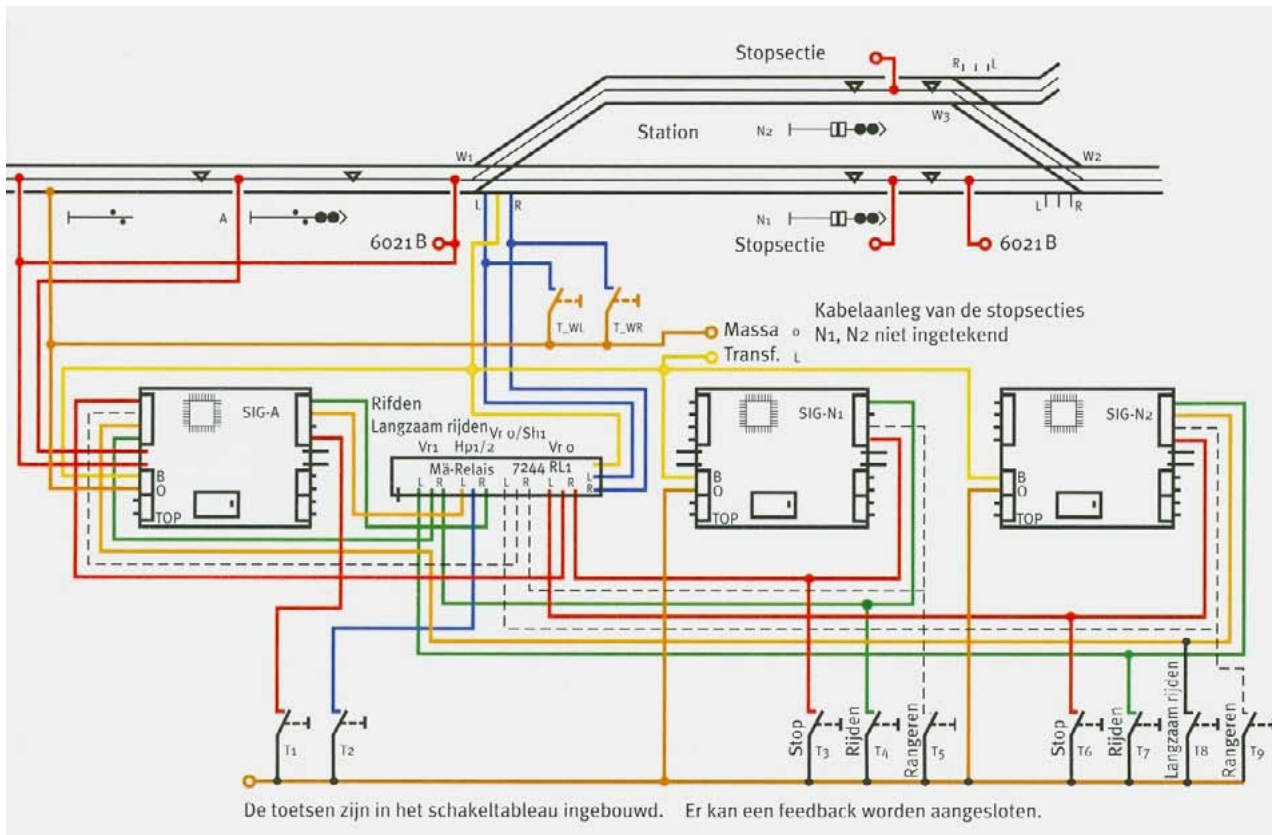 Stopsectie
R L
W3
Station
N2
W1
W2
A
L R
N1
L R
6021 B
Stopsectie
6021 B
T_WL
T_WR
Kabelaanleg van de stopsecties
N1, N2 niet ingetekend
Massa o
Transf. L
SIG-A
Rifden
Langzaam rijden
Vr 0/Sh1
Vr1 Hp1/2 Vr 0
Mä-Relais 7244 RL1
L R L R L R L R
L
R
B
O
TOP
SIG-N1
B
O
TOP
SIG-N2
B
O
TOP
T1
T2
Stop
T3
Rijden
T4
Rangeren
T5
Stop
T6
Rijden
T7
Langzaam rijden
T8
Rangeren
T9
De toetsen zijn in het schakeltableau ingebouwd. Er kan een feedback worden aangesloten.